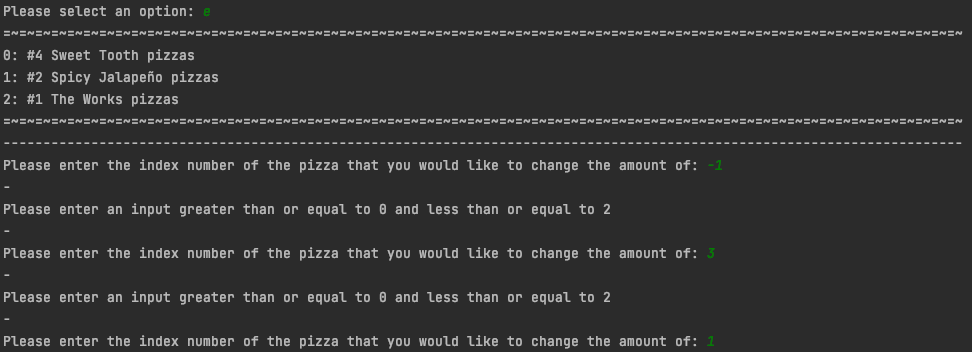 Please select an option: e
=~=~=~=~=~=~=~=~=~=~=~=~=~=~=~=~=~=~=~=~=~=~=~=~=~=~=~=~=~=~=~=~=~=~=~=~=~=~=~=~=~=~=~=~=~=~=~=~=~=~=~=~=~=~=~=~=~=~=~=~
0: #4 Sweet Tooth pizzas
1: #2 Spicy Jalapeño pizzas
2: #1 The Works pizzas
=~=~=~=~=~=~=~=~=~=~=~=~=~=~=~=~=~=~=~=~=~=~=~=~=~=~=~=~=~=~=~=~=~=~=~=~=~=~=~=~=~=~=~=~=~=~=~=~=~=~=~=~=~=~=~=~=~=~=~=~
------------------------------------------------------------------------------------------------------------------------
Please enter the index number of the pizza that you would like to change the amount of: -1
-
Please enter an input greater than or equal to 0 and less than or equal to 2
-
Please enter the index number of the pizza that you would like to change the amount of: 3
-
Please enter an input greater than or equal to 0 and less than or equal to 2
-
Please enter the index number of the pizza that you would like to change the amount of: 1